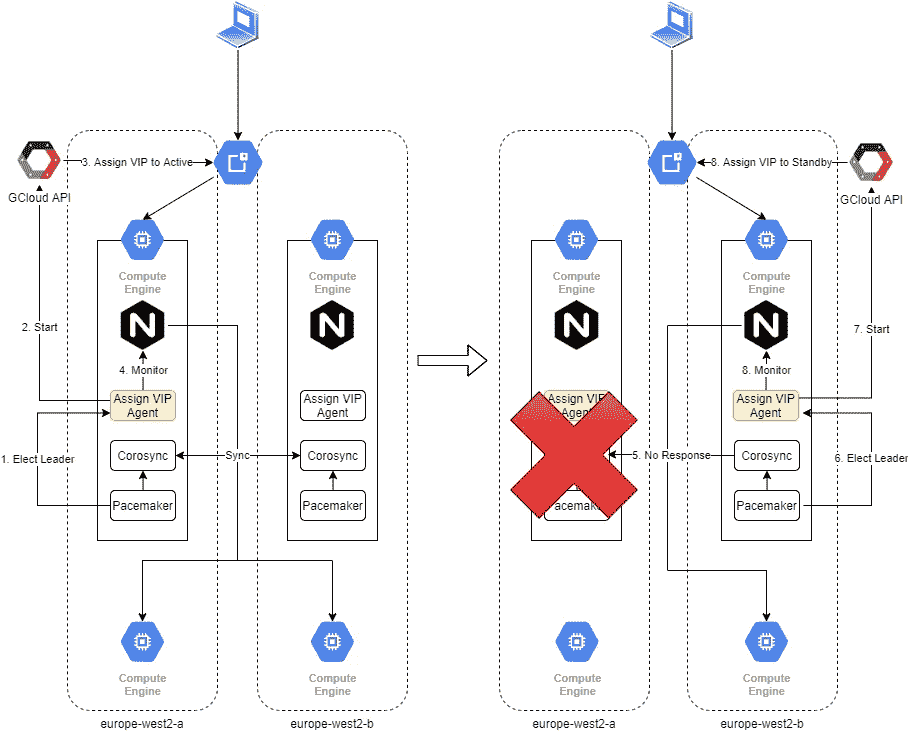 3. Assign VIP to Active
8. Assign VIP to Standby
GCloud API
GCloud API
Compute
Engine
Compute
Engine
Compute
Engine
Compute
Engine
N
N
N
N
2. Start
7. Start
4. Monitor
8. Monitor
Assign VIP
Agent
Assign VIP
Agent
Assign VIP
Agent
Assign VIP
Agent
1. Elect Leader
Corosync
Sync
Corosync
5. No Response
Corosync
6. Elect Leader
Pacemaker
Pacemaker
Pacemaker
Pacemaker
Compute
Engine
Compute
Engine
Compute
Engine
Compute
Engine
europe-west2-a
europe-west2-b
europe-west2-a
europe-west2-b